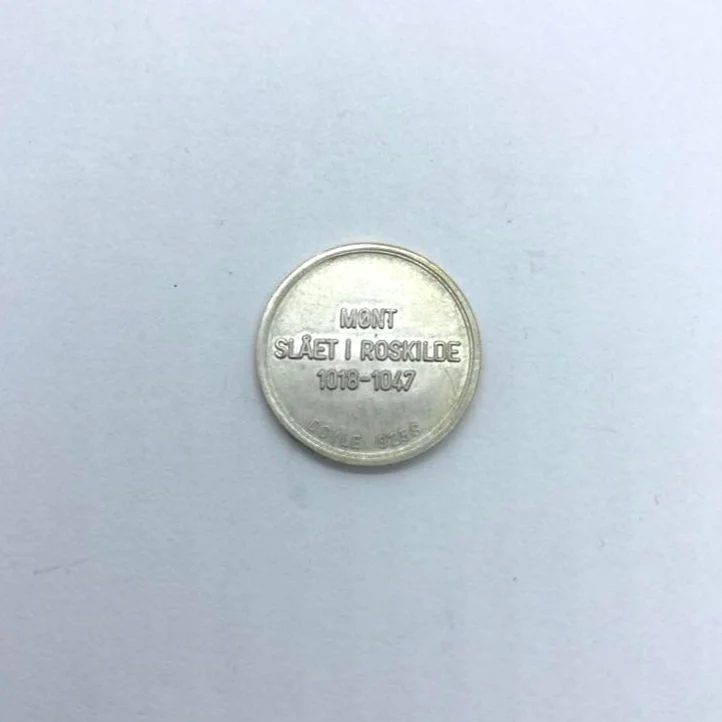 MØNT
SLÅET I ROSKILDE
1018-1047